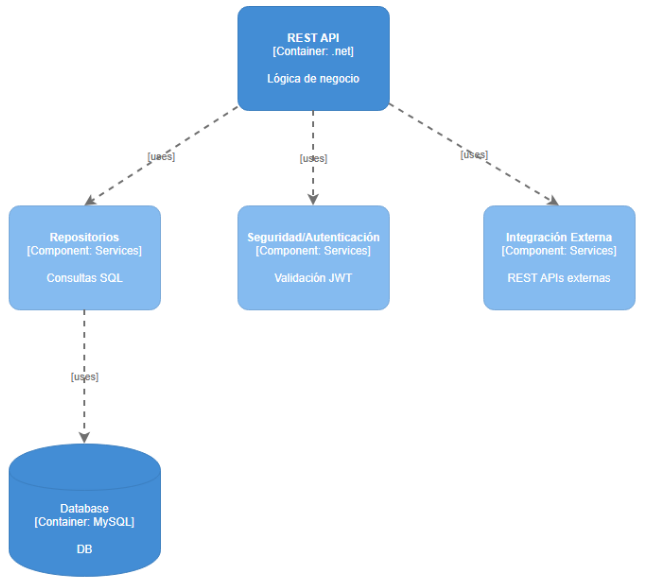 REST API
[Container: .net]
Lógica de negocio
[uses]
[uses]
[uses]
Repositorios
[Component: Services]
Consultas SQL
Seguridad/Autenticación
[Component: Services]
Validación JWT
Integración Externa
[Component: Services]
REST APIs externas
[uses]
Database
[Container: MySQL]
DB